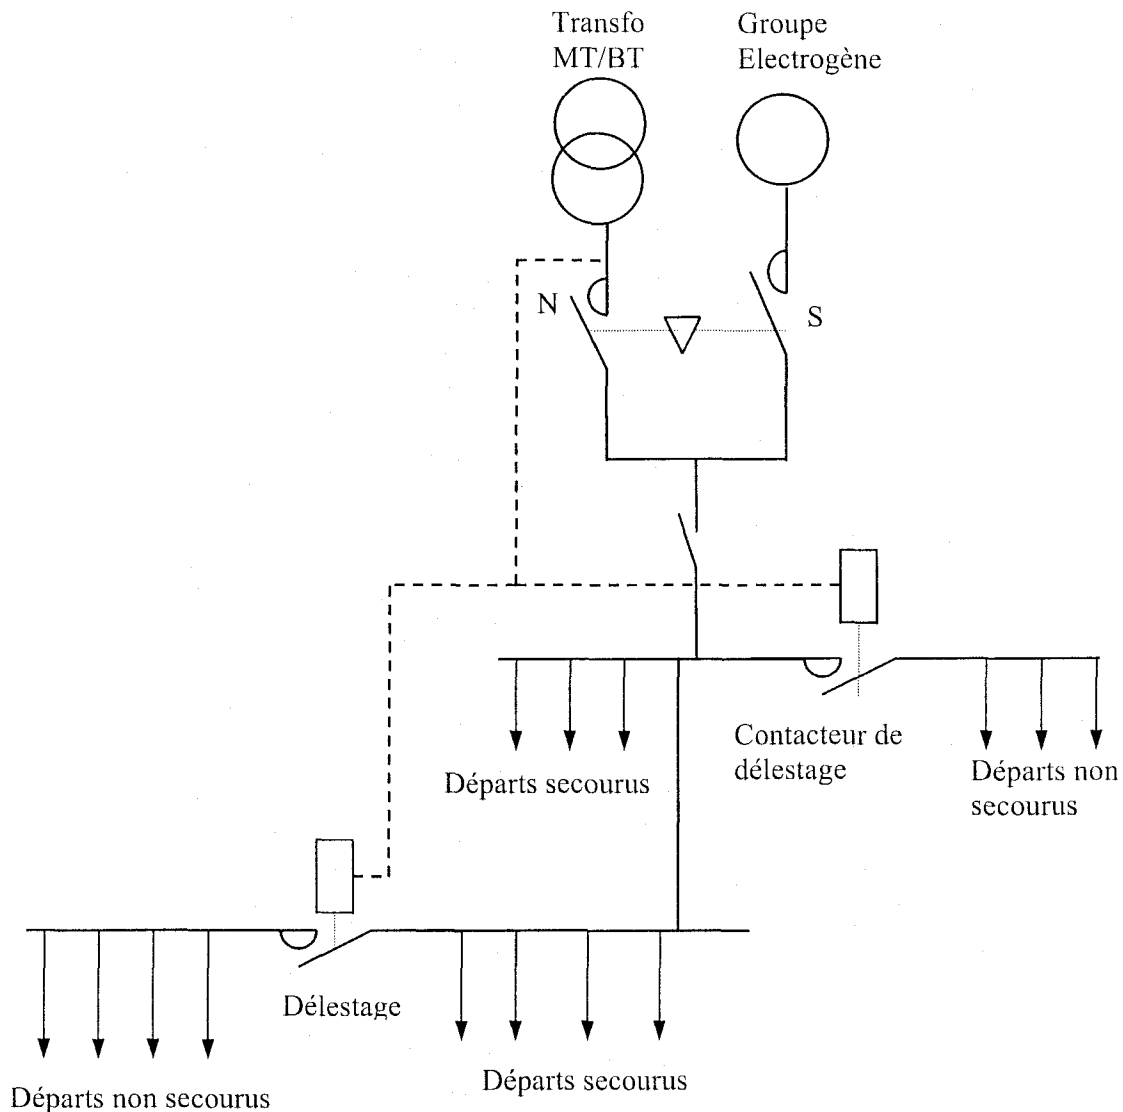 Transfo
MT/BT
Groupe
Electrogène
N
S
Contacteur de
délestage
Départs secourus
Départs non
secourus
Délestage
Départs secourus
Départs non secourus